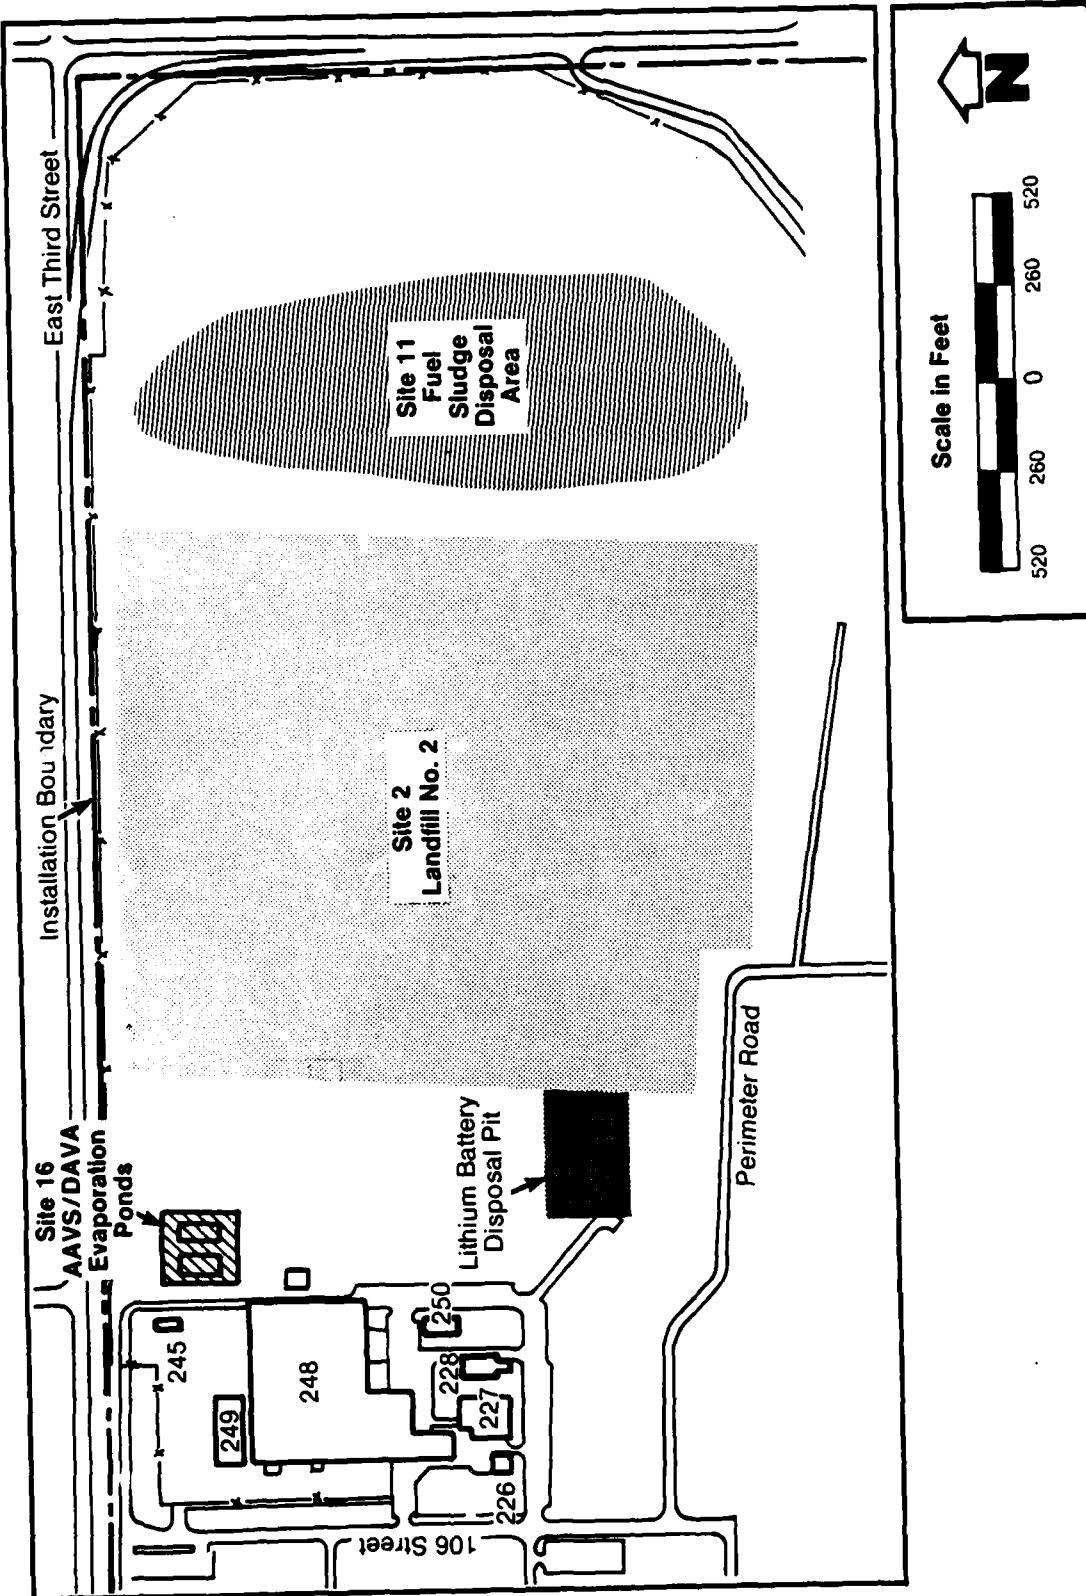 East Third Street
Installation Bou dary
Site 16
AAVS/DAVA
Evaporation
Ponds
Site 11
Fuel
Sludge
Disposal
Area
Site 2
Landfill No. 2
Lithium Battery
Disposal Pit
Perimeter Road
106 Street
245
249
248
250
228
227
226
N
Scale in Feet
520 260 0 260 520